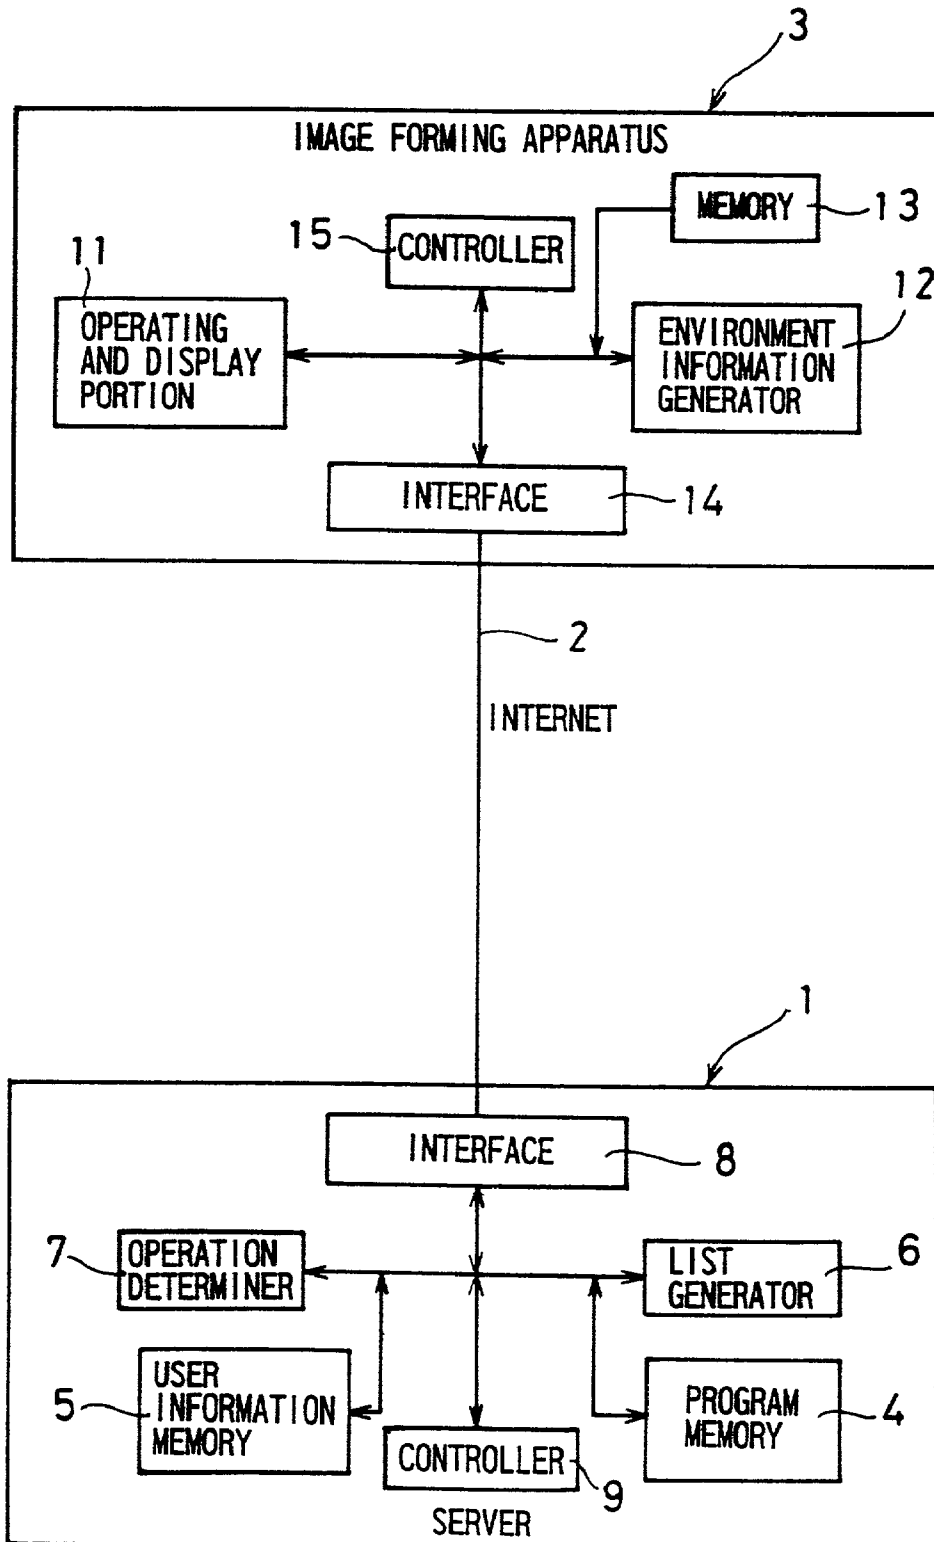 3
IMAGE FORMING APPARATUS
MEMORY
13
15
CONTROLLER
11
12
OPERATING
AND DISPLAY
PORTION
ENVIRONMENT
INFORMATION
GENERATOR
INTERFACE
14
2
INTERNET
1
INTERFACE
8
7
OPERATION
DETERMINER
LIST
GENERATOR
6
5
USER
INFORMATION
MEMORY
PROGRAM
MEMORY
4
CONTROLLER
9
SERVER